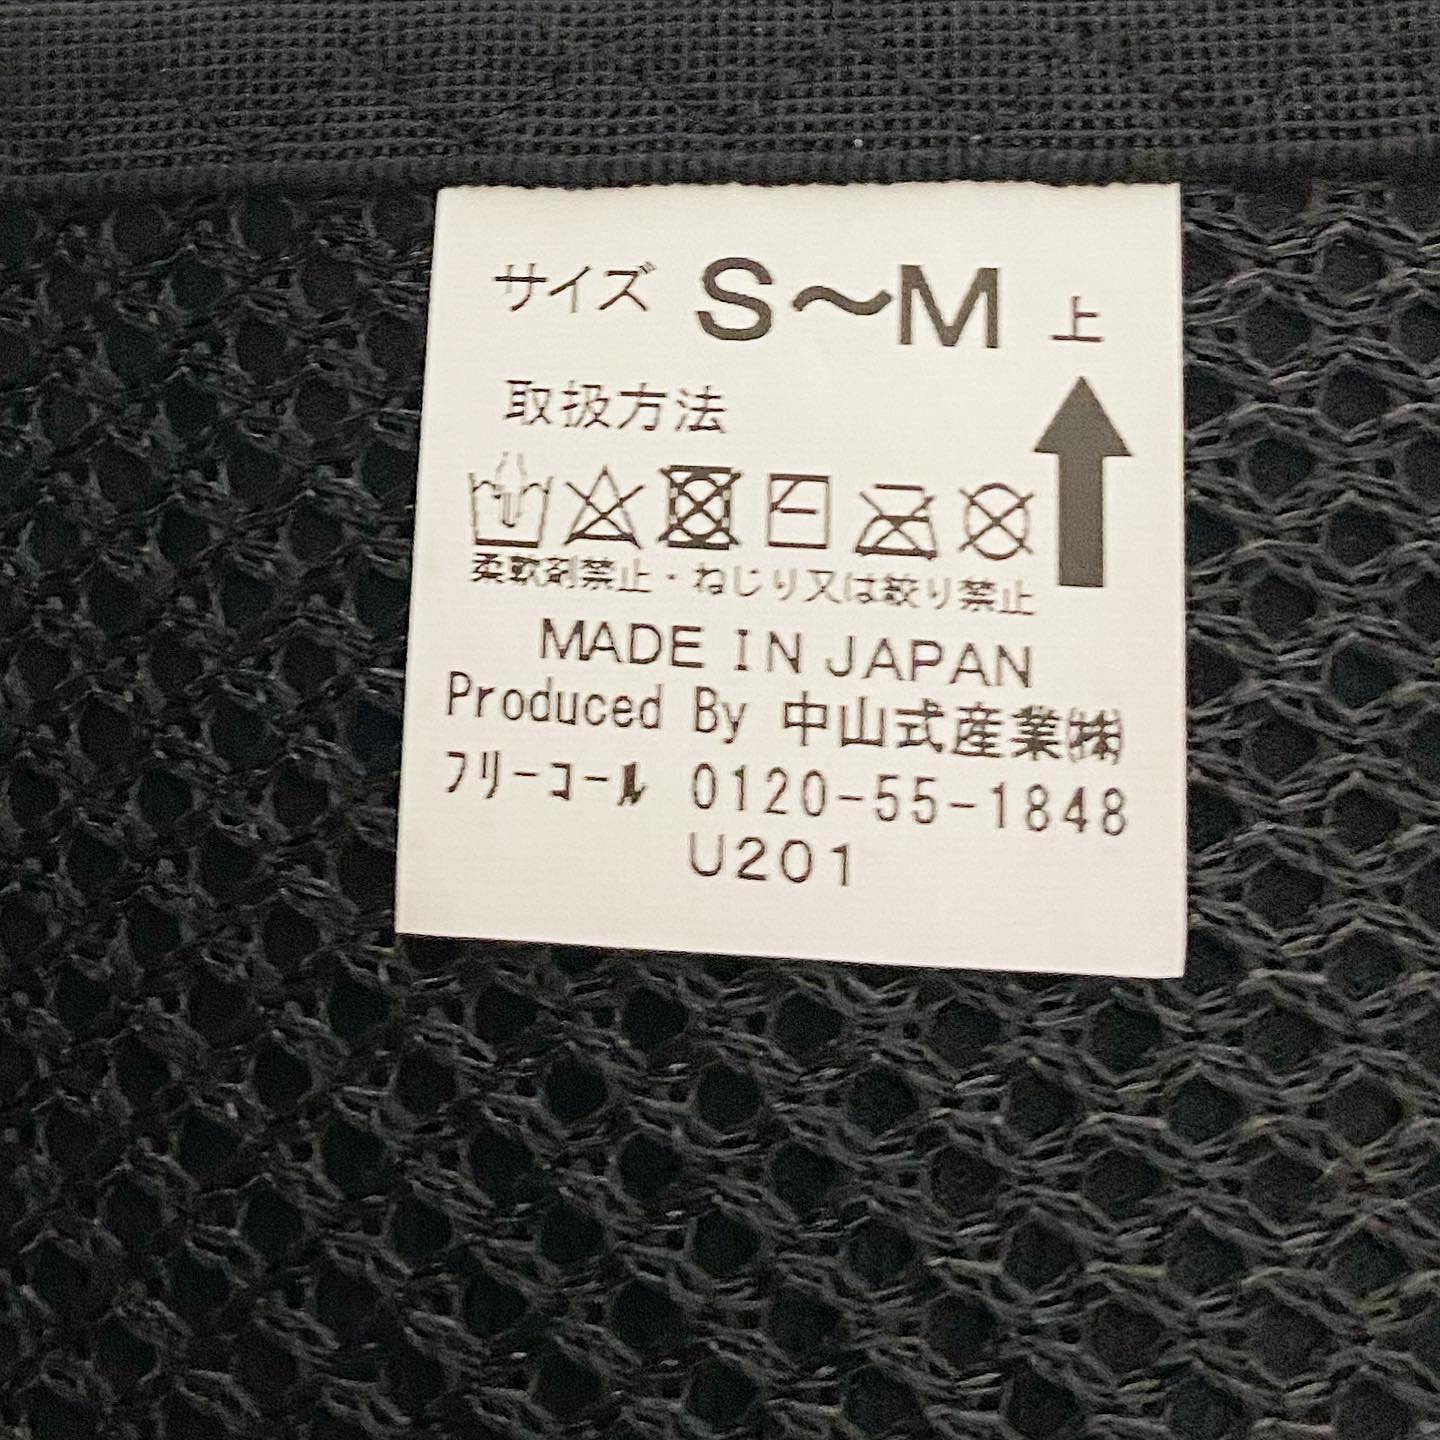 サイズ S～M 上
取扱方法
柔軟剤禁止・ねじり又は絞り禁止
MADE IN JAPAN
Produced By 中山式産業㈱
フリーコール 0120-55-1848
U201